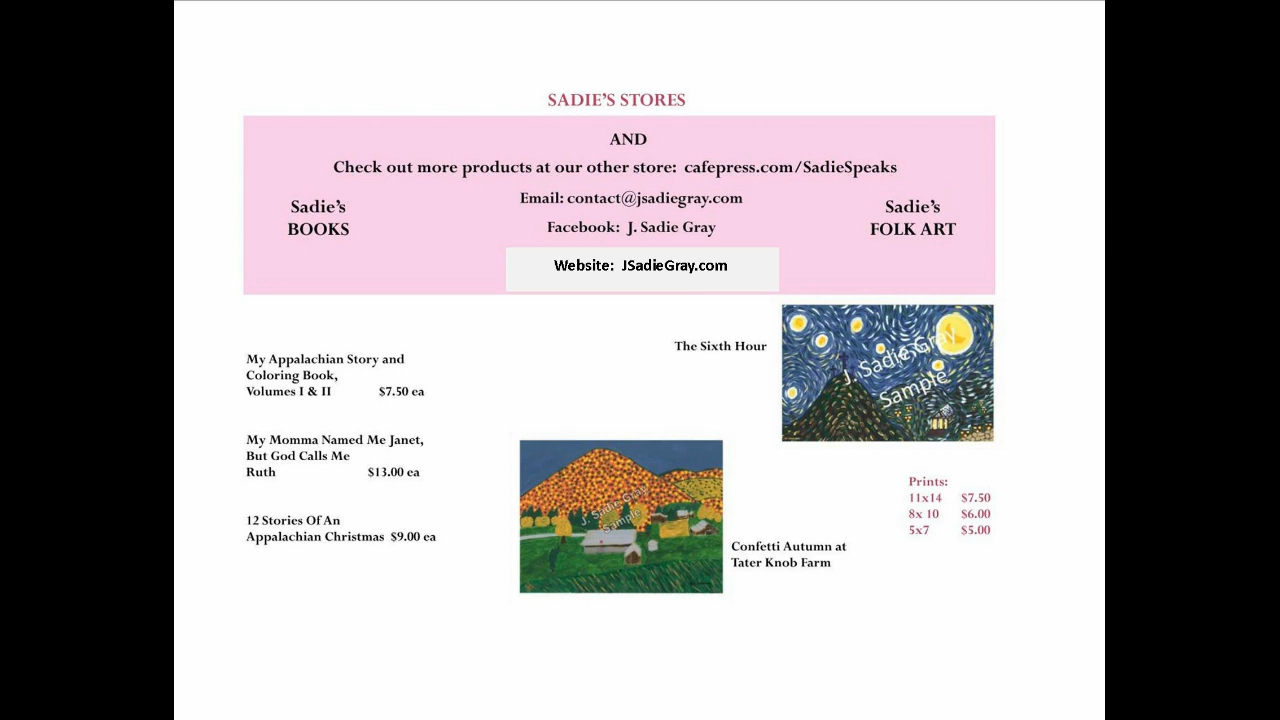 SADIE'S STORES
AND
Check out more products at our other store:  cafepress.com/SadieSpeaks
Email: contact@jsadiegray.com
Facebook:  J. Sadie Gray
Website:  JSadieGray.com
Sadie's
BOOKS
Sadie's
FOLK ART
My Appalachian Story and
Coloring Book,
Volumes I & II $7.50 ea
My Momma Named Me Janet,
But God Calls Me
Ruth $13.00 ea
12 Stories Of An
Appalachian Christmas $9.00 ea
The Sixth Hour
J. Sadie Gray
Sample
J. Sadie Gray
Sample
Confetti Autumn at
Tater Knob Farm
Prints:
11x14 $7.50
8x 10 $6.00
5x7 $5.00